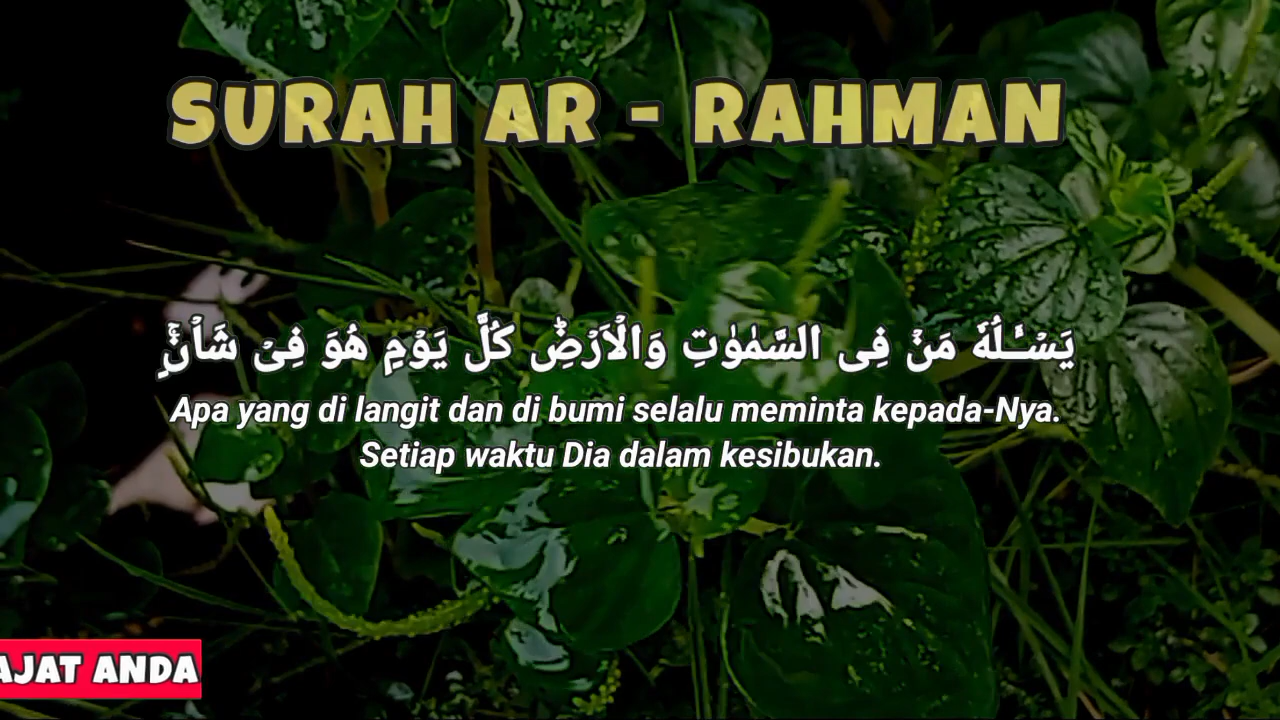 SURAH AR - RAHMAN
يَسْـَٔلُهٗ مَنْ فِى السَّمٰوٰتِ وَالْاَرْضِۗ كُلَّ يَوْمٍ هُوَ فِيْ شَأْنٍۚ
Apa yang di langit dan di bumi selalu meminta kepada-Nya.
Setiap waktu Dia dalam kesibukan.
AJAT ANDA